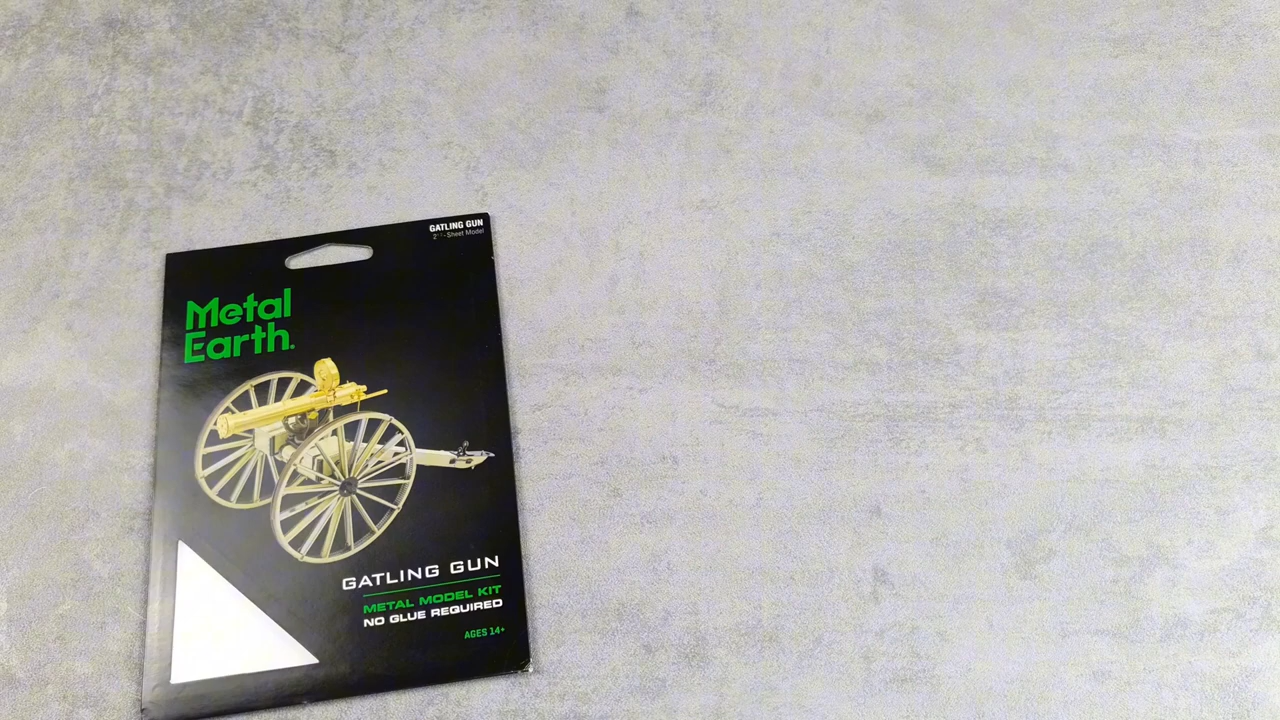 GATLING GUN
Sheet Model
Metal
Earth.
GATLING GUN
METAL MODEL KIT
NO GLUE REQUIRED
AGES 14+